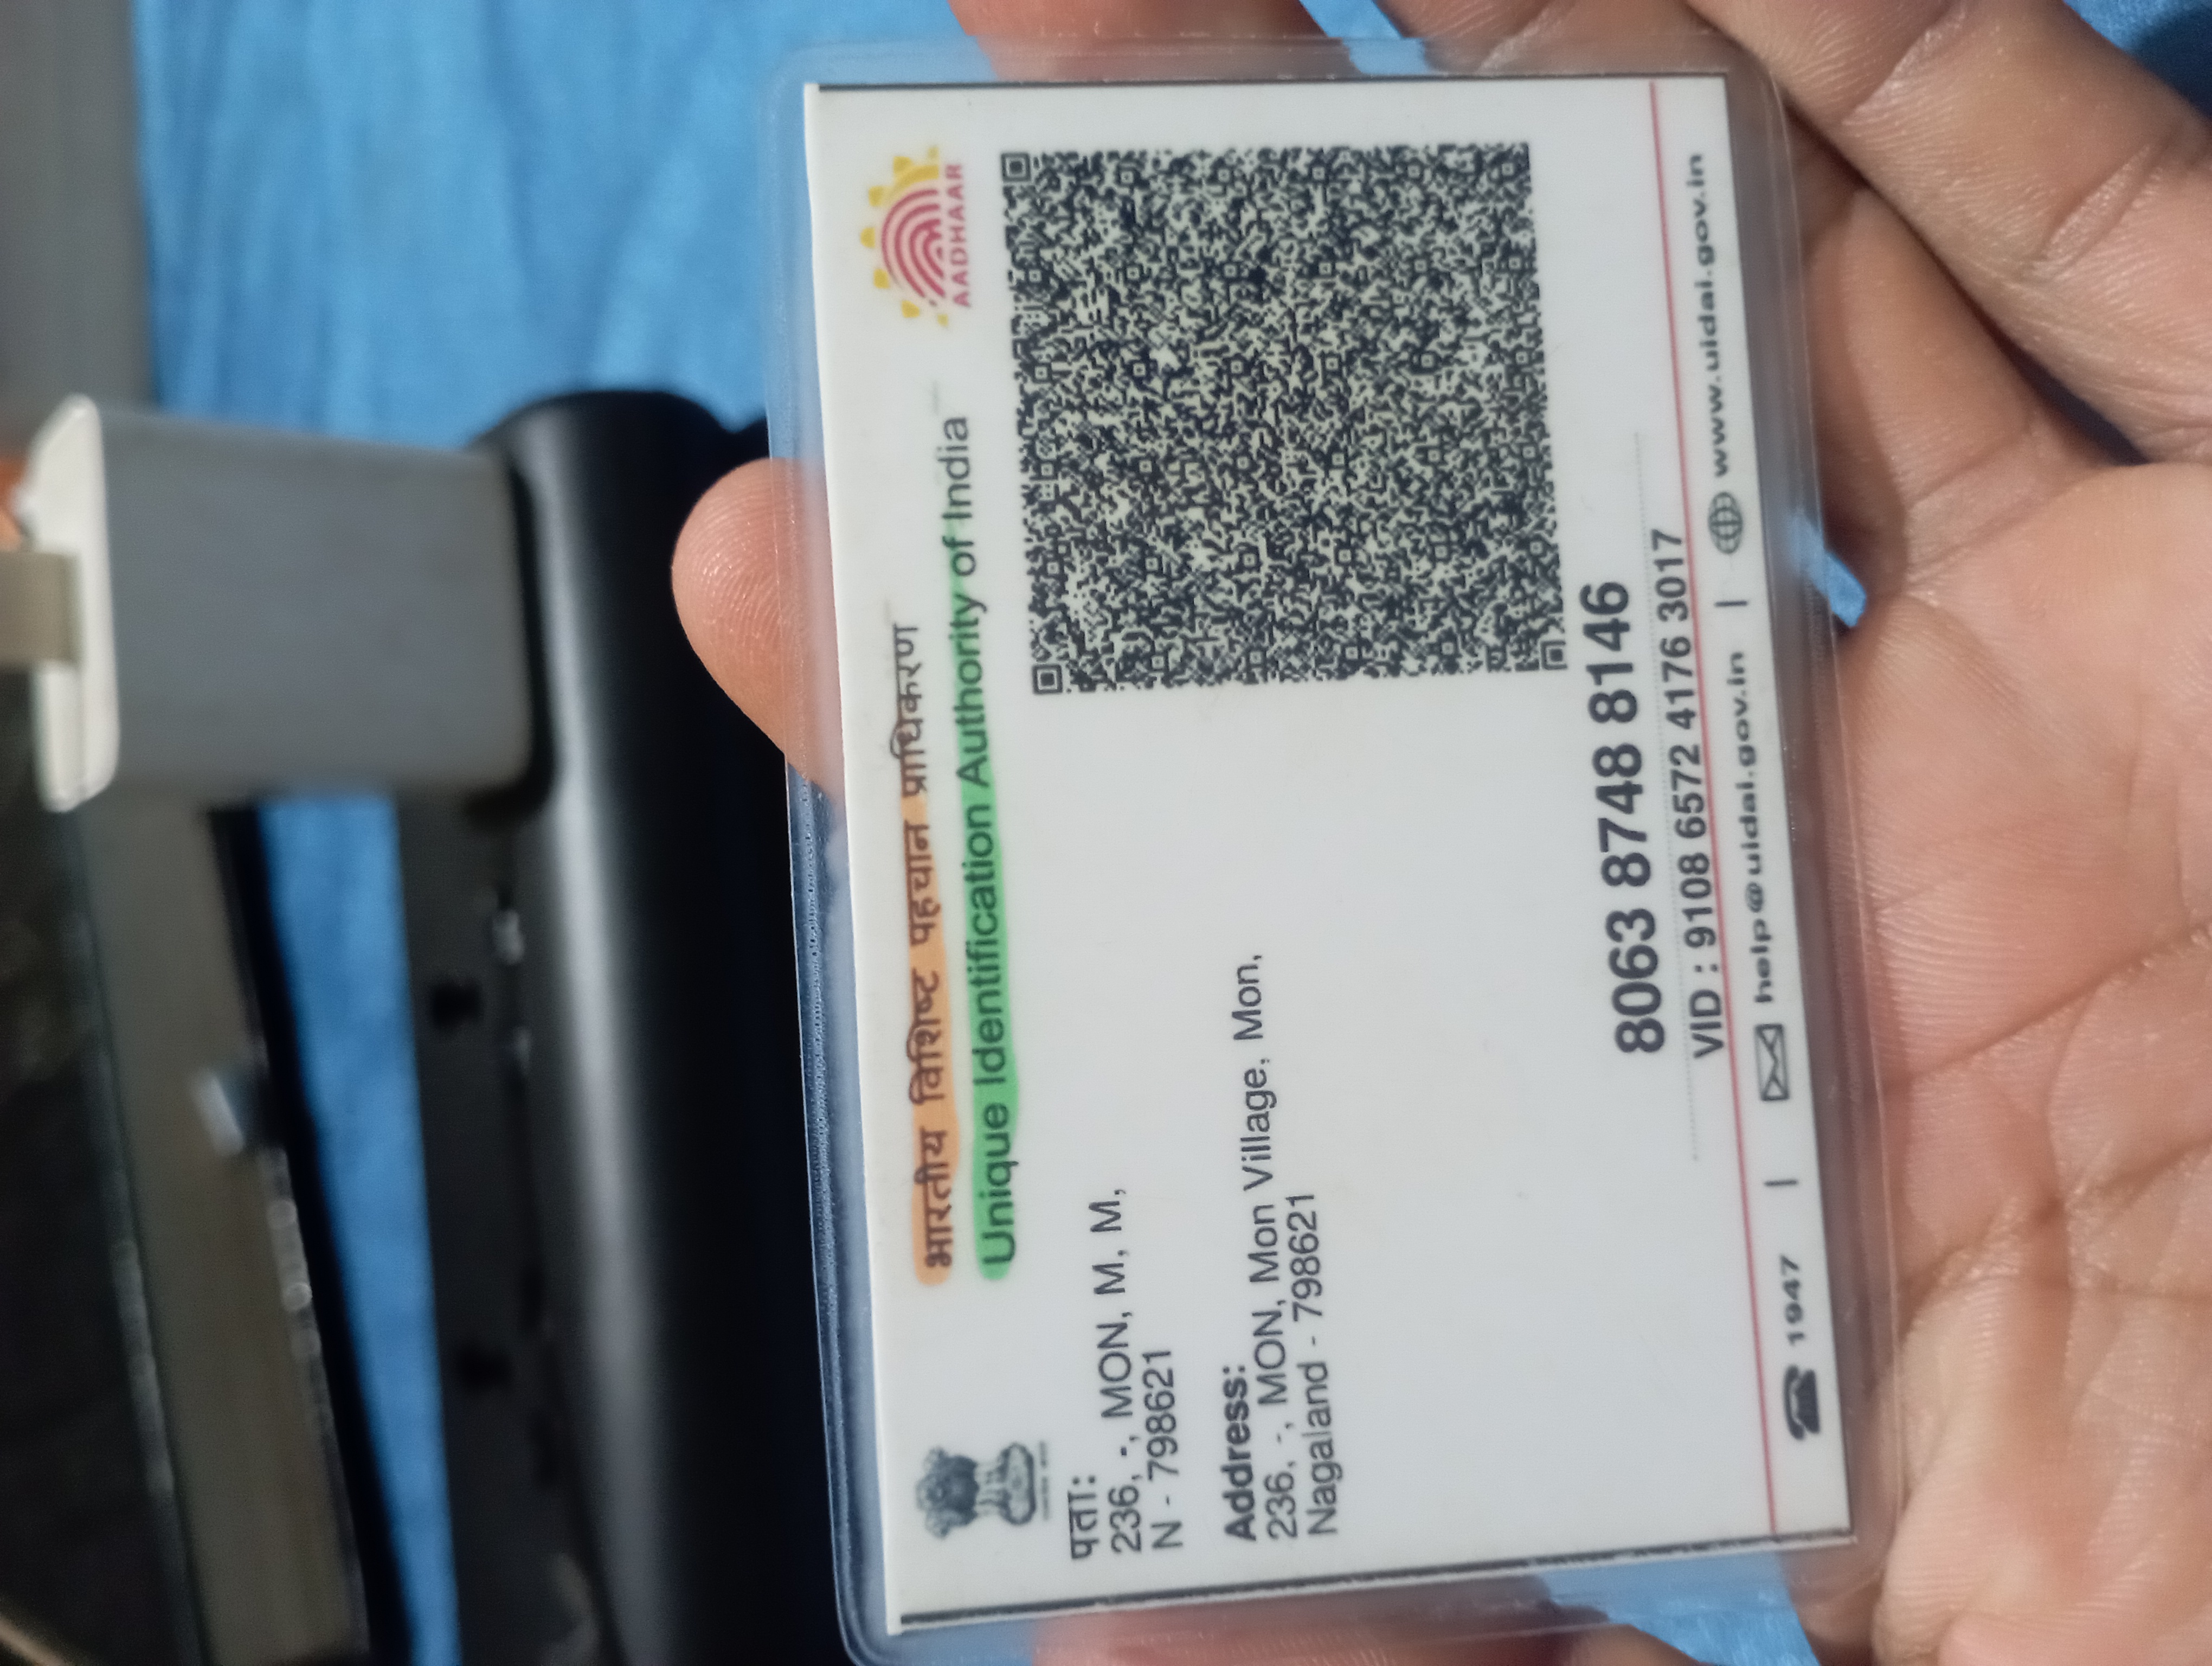 भारतीय विशिष्ट पहचान प्राधिकरण
Unique Identification Authority of India
AADHAAR
पता:
236, -, MON, M, M,
N - 798621
Address:
236, -, MON, Mon Village, Mon,
Nagaland - 798621
8063 8748 8146
VID : 9108 6572 4176 3017
1947 | help@uidai.gov.in | www.uidai.gov.in